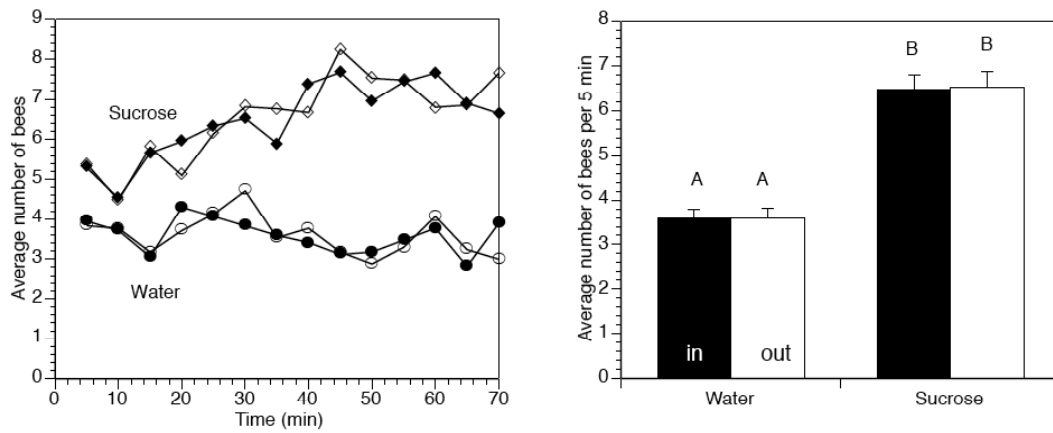 Average number of bees
9
8
7
6
5
4
3
2
1
0
Sucrose
Water
0 10 20 30 40 50 60 70
Time (min)
Average number of bees per 5 min
8
7
6
5
4
3
2
1
0
A A B B
in out
Water Sucrose